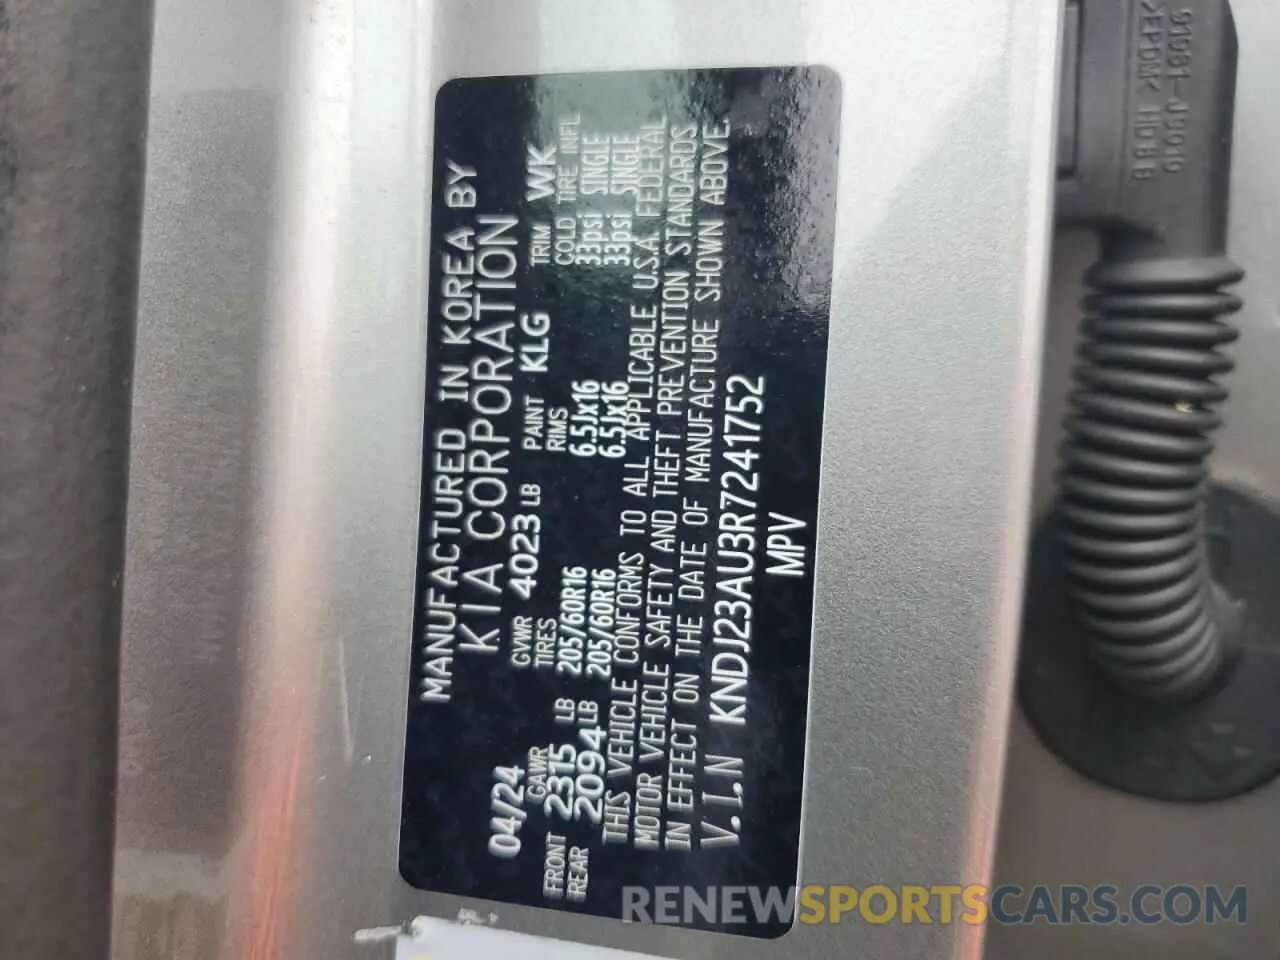 MANUFACTURED IN KOREA BY
KIA CORPORATION
04/24 GVWR 4023 LB PAINT KLG TRIM WK
GAWR TIRES RIMS COLD TIRE INFL
FRONT 2315 LB 205/60R16 6.5Jx16 33psi SINGLE
REAR 2094 LB 205/60R16 6.5Jx16 33psi SINGLE
THIS VEHICLE CONFORMS TO ALL APPLICABLE U.S.A. FEDERAL
MOTOR VEHICLE SAFETY AND THEFT PREVENTION STANDARDS
IN EFFECT ON THE DATE OF MANUFACTURE SHOWN ABOVE.
V.I.N KNDJ23AU3R7241752
MPV
91981-J9010
RENEWSPORTSCARS.COM